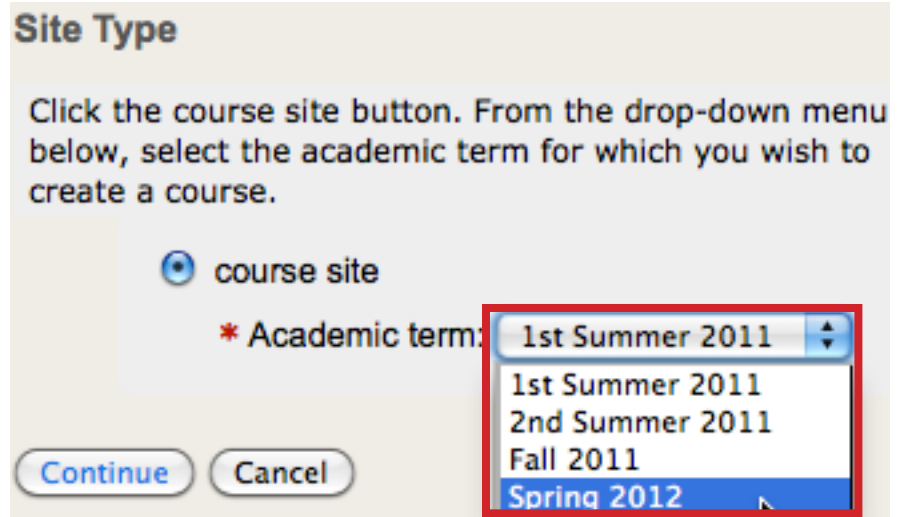 Site Type
Click the course site button. From the drop-down menu
below, select the academic term for which you wish to
create a course.
course site
* Academic term: 1st Summer 2011
1st Summer 2011
2nd Summer 2011
Fall 2011
Spring 2012
Continue Cancel